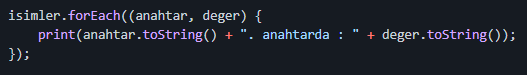 isimler.forEach((anahtar, deger) {
    print(anahtar.toString() + ". anahtarda : " + deger.toString());
});